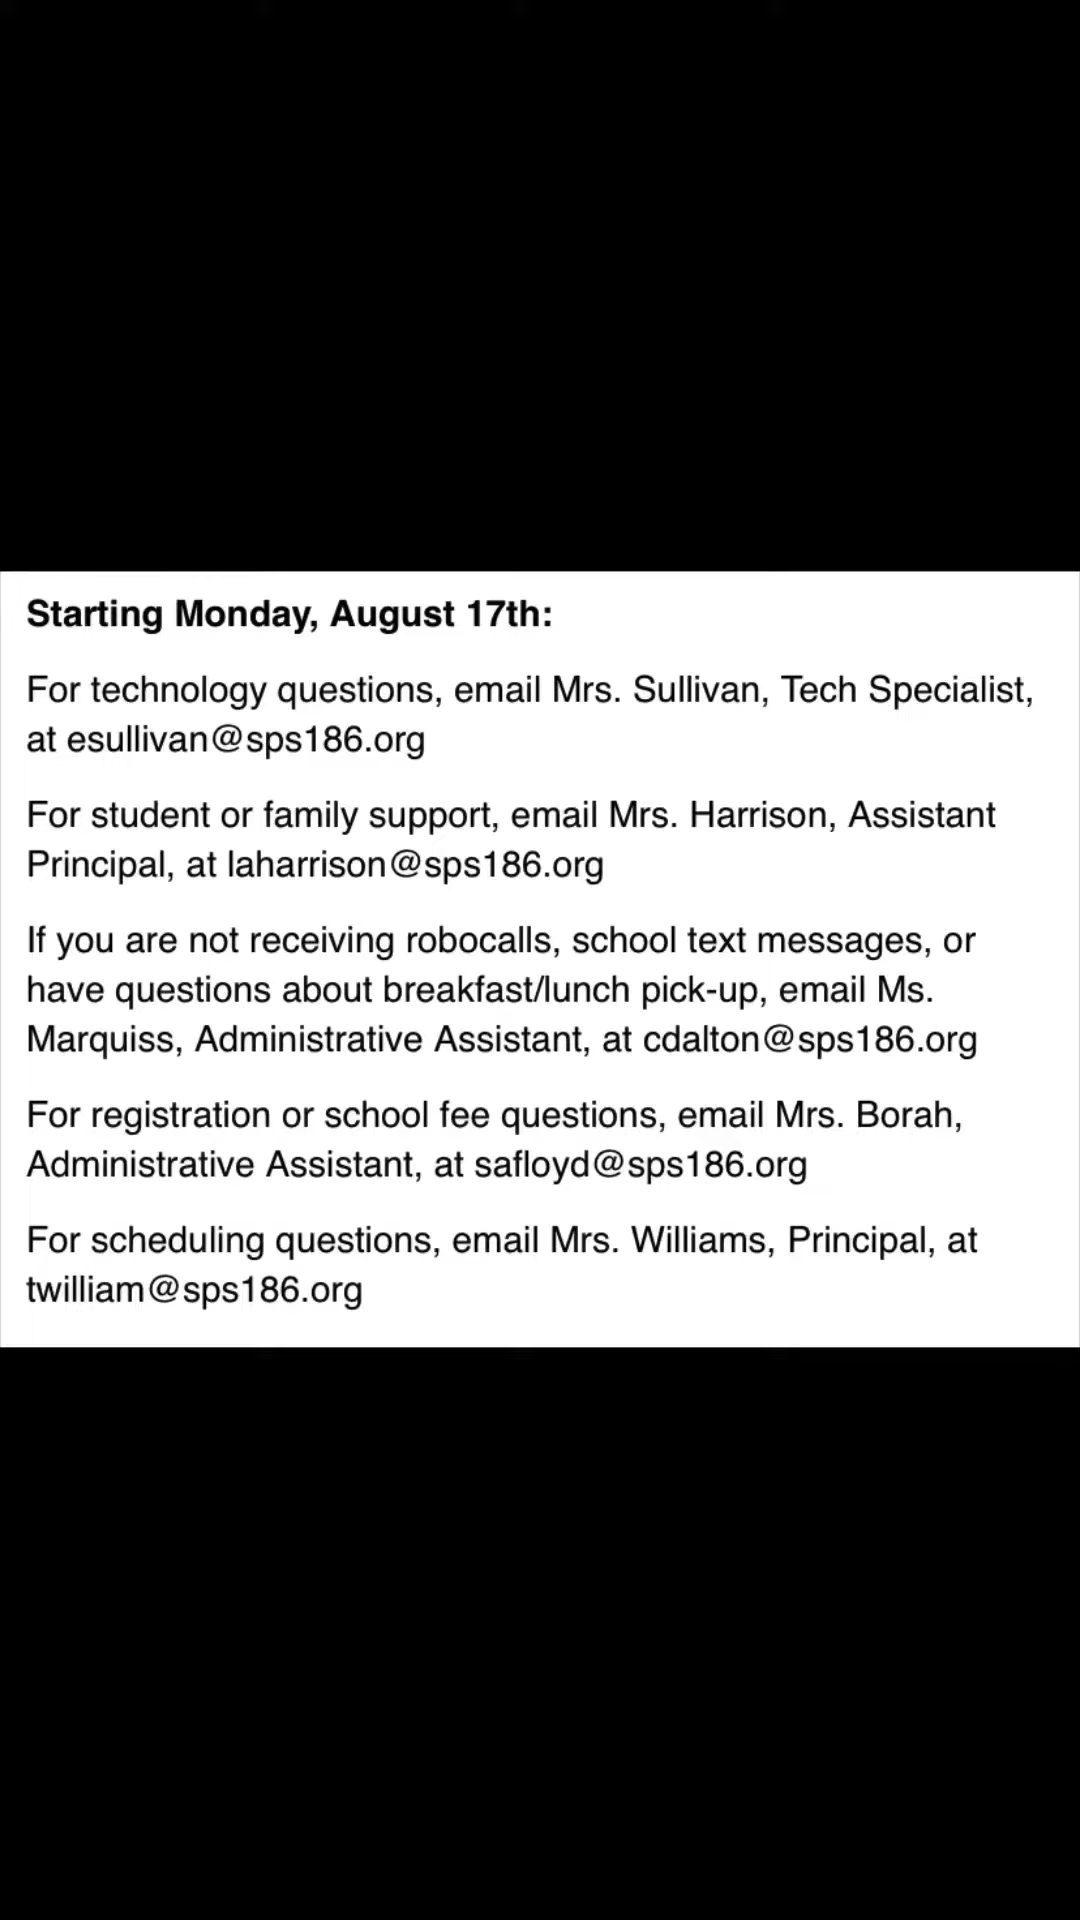 Starting Monday, August 17th:
For technology questions, email Mrs. Sullivan, Tech Specialist,
at esullivan@sps186.org
For student or family support, email Mrs. Harrison, Assistant
Principal, at laharrison@sps186.org
If you are not receiving robocalls, school text messages, or
have questions about breakfast/lunch pick-up, email Ms.
Marquiss, Administrative Assistant, at cdalton@sps186.org
For registration or school fee questions, email Mrs. Borah,
Administrative Assistant, at safloyd@sps186.org
For scheduling questions, email Mrs. Williams, Principal, at
twilliam@sps186.org